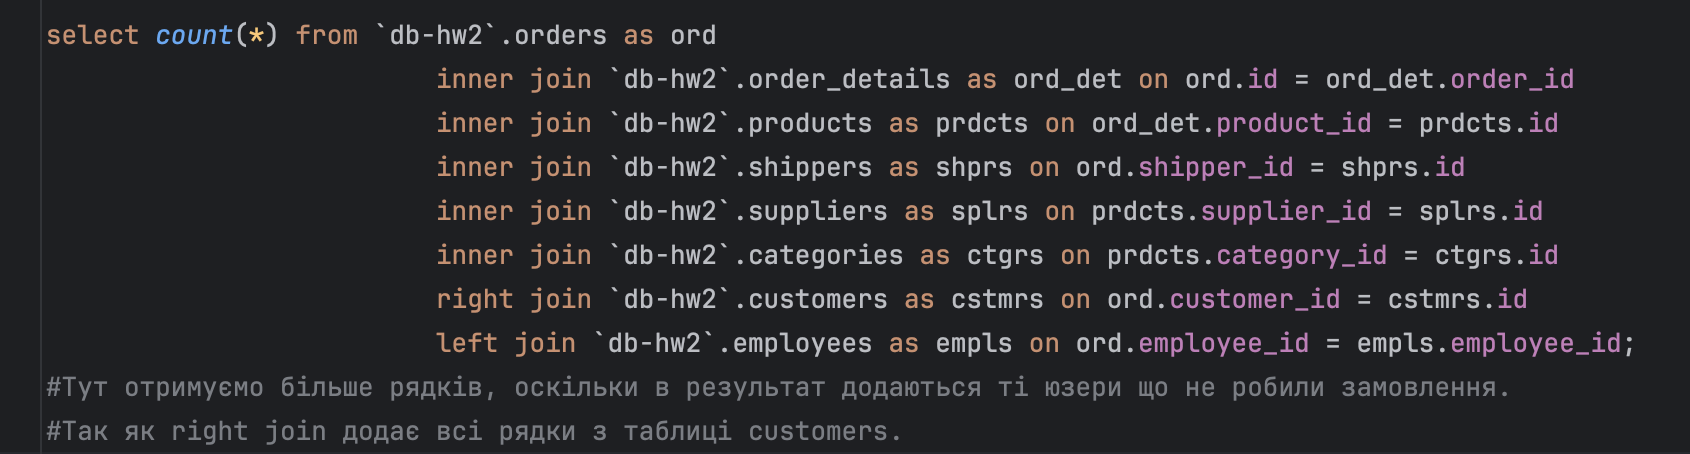 select count(*) from `db-hw2`.orders as ord
inner join `db-hw2`.order_details as ord_det on ord.id = ord_det.order_id
inner join `db-hw2`.products as prdcts on ord_det.product_id = prdcts.id
inner join `db-hw2`.shippers as shprs on ord.shipper_id = shprs.id
inner join `db-hw2`.suppliers as splrs on prdcts.supplier_id = splrs.id
inner join `db-hw2`.categories as ctgrs on prdcts.category_id = ctgrs.id
right join `db-hw2`.customers as cstmrs on ord.customer_id = cstmrs.id
left join `db-hw2`.employees as empls on ord.employee_id = empls.employee_id;
#Тут отримуємо більше рядків, оскільки в результат додаються ті юзери що не робили замовлення.
#Так як right join додає всі рядки з таблиці customers.